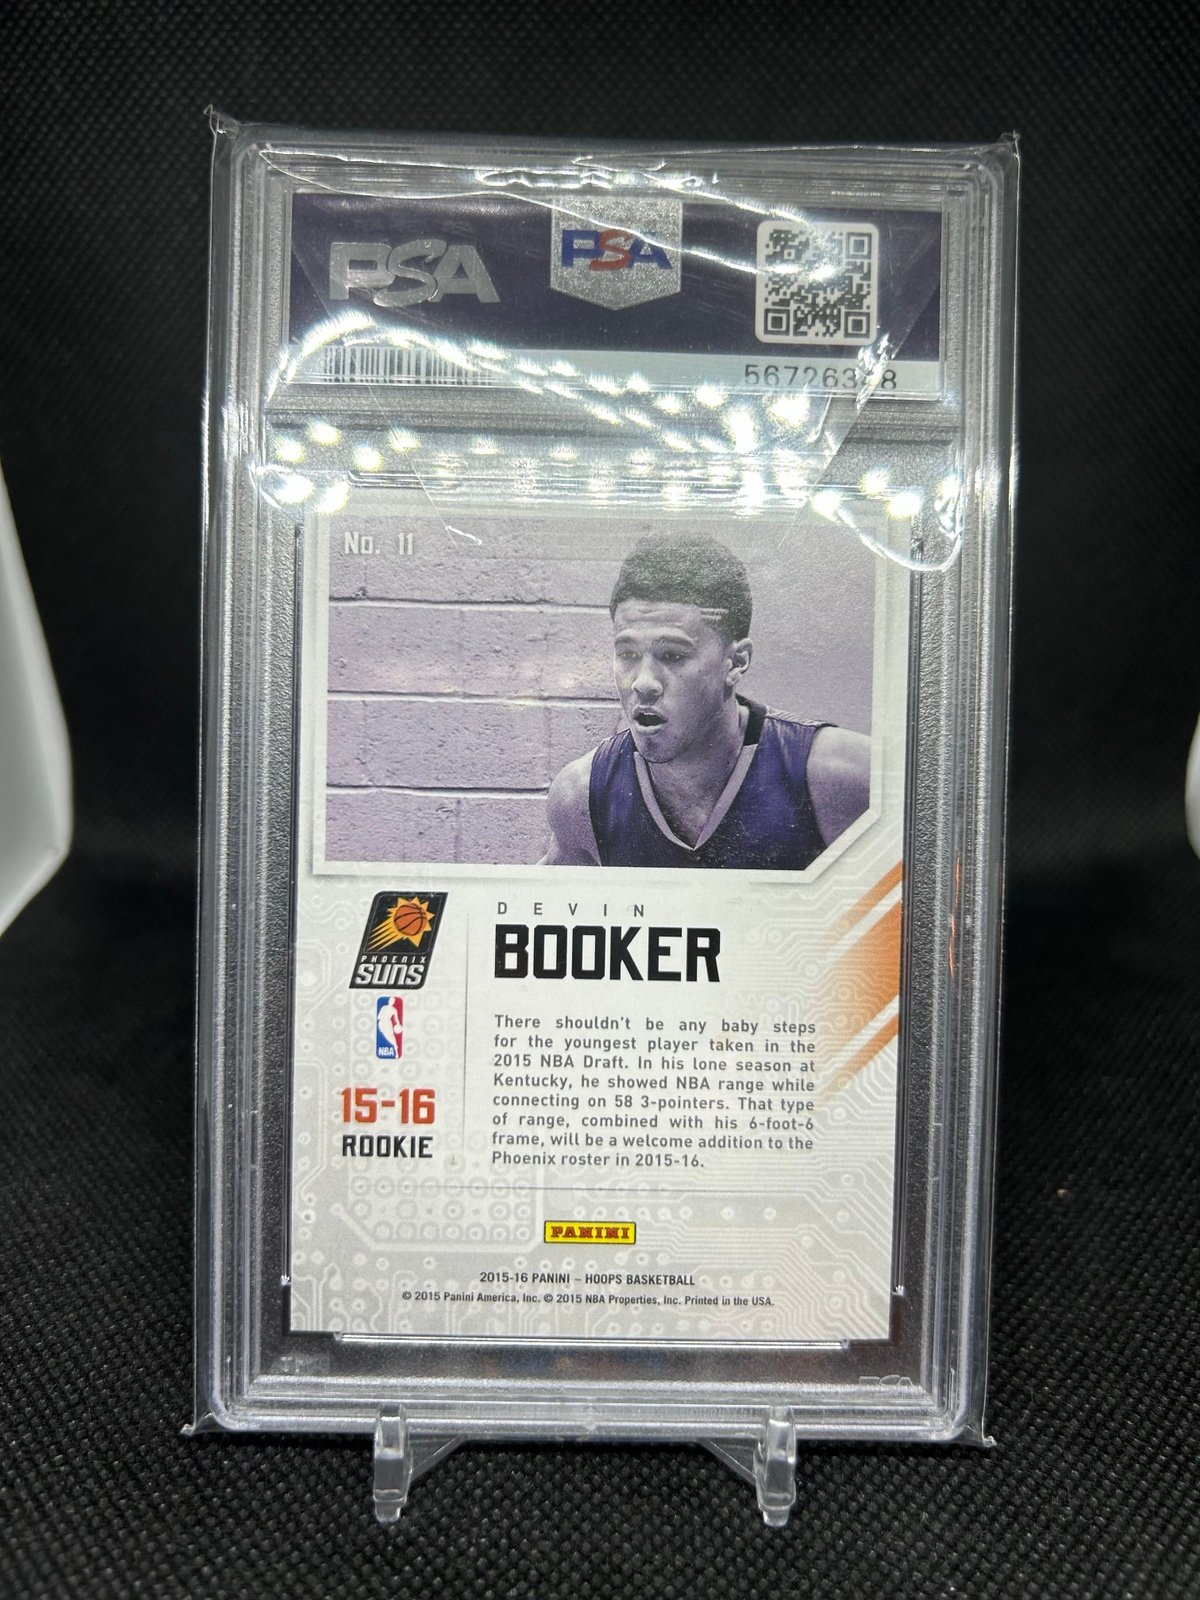 PSA
PSA
No. 11
PHOENIX
SUNS
NBA
15-16
ROOKIE
DEVIN
BOOKER
There shouldn't be any baby steps
for the youngest player taken in the
2015 NBA Draft. In his lone season at
Kentucky, he showed NBA range while
connecting on 58 3-pointers. That type
of range, combined with his 6-foot-6
frame, will be a welcome addition to the
Phoenix roster in 2015-16.
PANINI
2015-16 PANINI – HOOPS BASKETBALL
© 2015 Panini America, Inc. © 2015 NBA Properties, Inc. Printed in the USA.
PSA